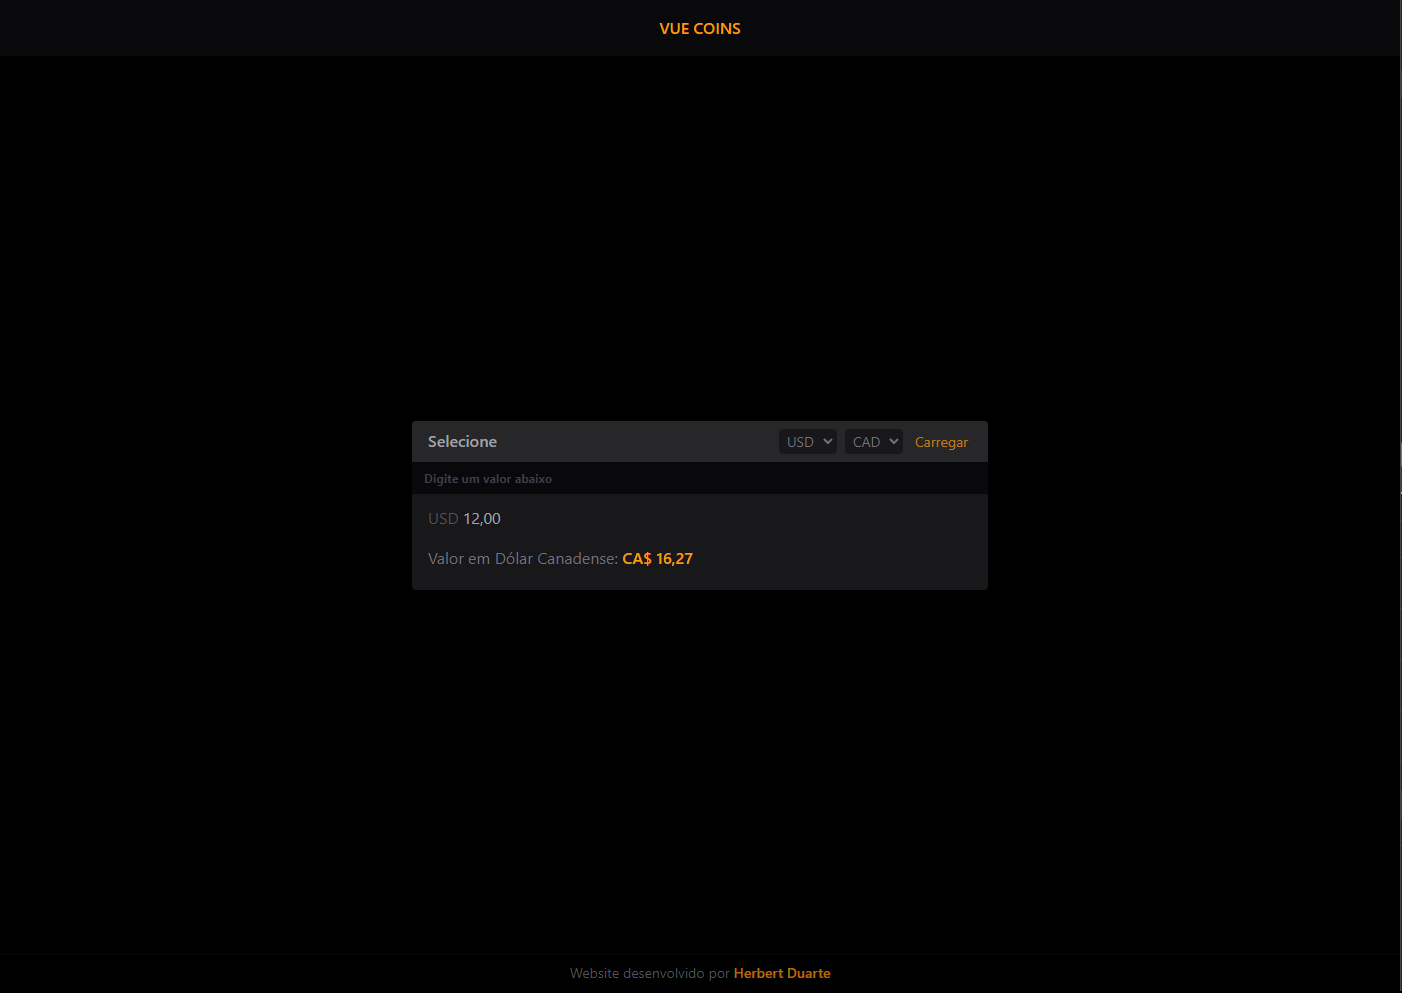 VUE COINS
Selecione USD CAD Carregar
Digite um valor abaixo
USD 12,00
Valor em Dólar Canadense: CA$ 16,27
Website desenvolvido por Herbert Duarte